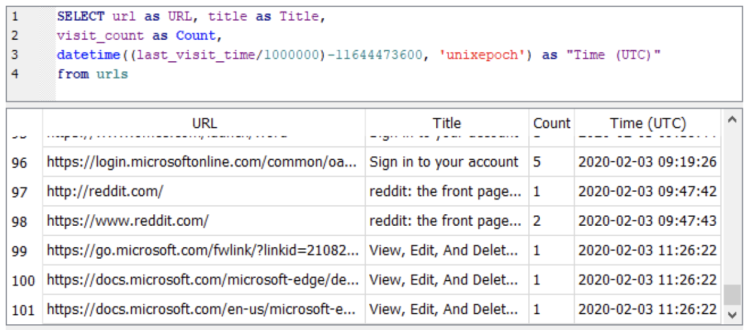 1 SELECT url as URL, title as Title,
2 visit_count as Count,
3 datetime((last_visit_time/1000000)-11644473600, 'unixepoch') as "Time (UTC)"
4 from urls
URL Title Count Time (UTC)
96 https://login.microsoftonline.com/common/oa... Sign in to your account 5 2020-02-03 09:19:26
97 http://reddit.com/ reddit: the front page... 1 2020-02-03 09:47:42
98 https://www.reddit.com/ reddit: the front page... 2 2020-02-03 09:47:43
99 https://go.microsoft.com/fwlink/?linkid=21082... View, Edit, And Delet... 1 2020-02-03 11:26:22
100 https://docs.microsoft.com/microsoft-edge/de... View, Edit, And Delet... 1 2020-02-03 11:26:22
101 https://docs.microsoft.com/en-us/microsoft-e... View, Edit, And Delet... 1 2020-02-03 11:26:22